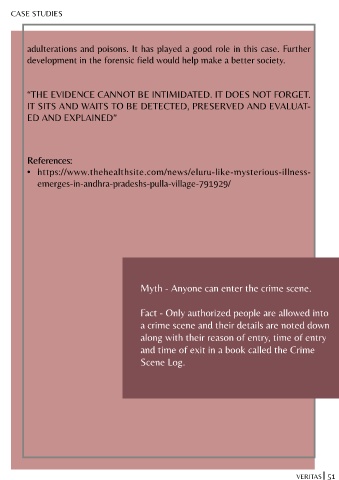 CASE STUDIES
adulterations and poisons. It has played a good role in this case. Further
development in the forensic field would help make a better society.
“THE EVIDENCE CANNOT BE INTIMIDATED. IT DOES NOT FORGET.
IT SITS AND WAITS TO BE DETECTED, PRESERVED AND EVALUAT-
ED AND EXPLAINED”
References:
• https://www.thehealthsite.com/news/eluru-like-mysterious-illness-
emerges-in-andhra-pradeshs-pulla-village-791929/
Myth - Anyone can enter the crime scene.
Fact - Only authorized people are allowed into
a crime scene and their details are noted down
along with their reason of entry, time of entry
and time of exit in a book called the Crime
Scene Log.
VERITAS | 51